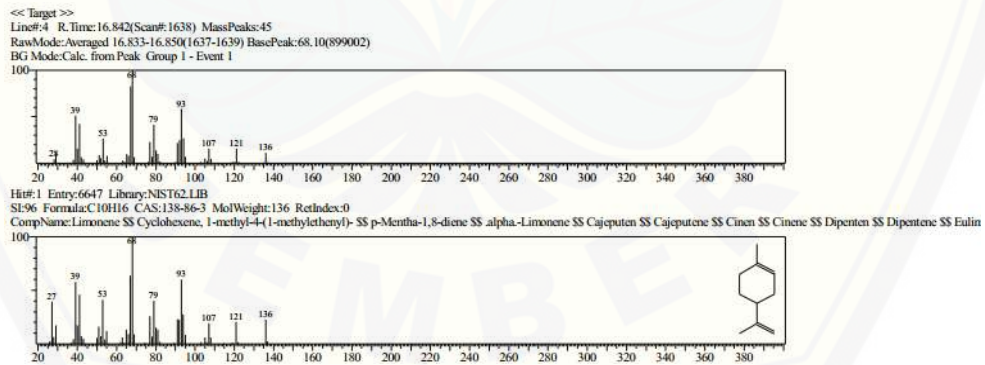 << Target >>
Line#:4 R.Time:16.842(Scan#:1638) MassPeaks:45
RawMode:Averaged 16.833-16.850(1637-1639) BasePeak:68.10(899002)
BG Mode:Calc. from Peak Group 1 - Event 1
100
28 39 53 68 79 93 107 121 136
20 40 60 80 100 120 140 160 180 200 220 240 260 280 300 320 340 360 380
Hit#:1 Entry:6647 Library:NIST62.LIB
SI:96 Formula:C10H16 CAS:138-86-3 MolWeight:136 RetIndex:0
CompName:Limonene $$ Cyclohexene, 1-methyl-4-(1-methylethenyl)- $$ p-Mentha-1,8-diene $$ .alpha.-Limonene $$ Cajeputen $$ Cajeputene $$ Cinen $$ Cinene $$ Dipenten $$ Dipentene $$ Eulin
100
27 39 53 68 79 93 107 121 136
20 40 60 80 100 120 140 160 180 200 220 240 260 280 300 320 340 360 380
EMBER